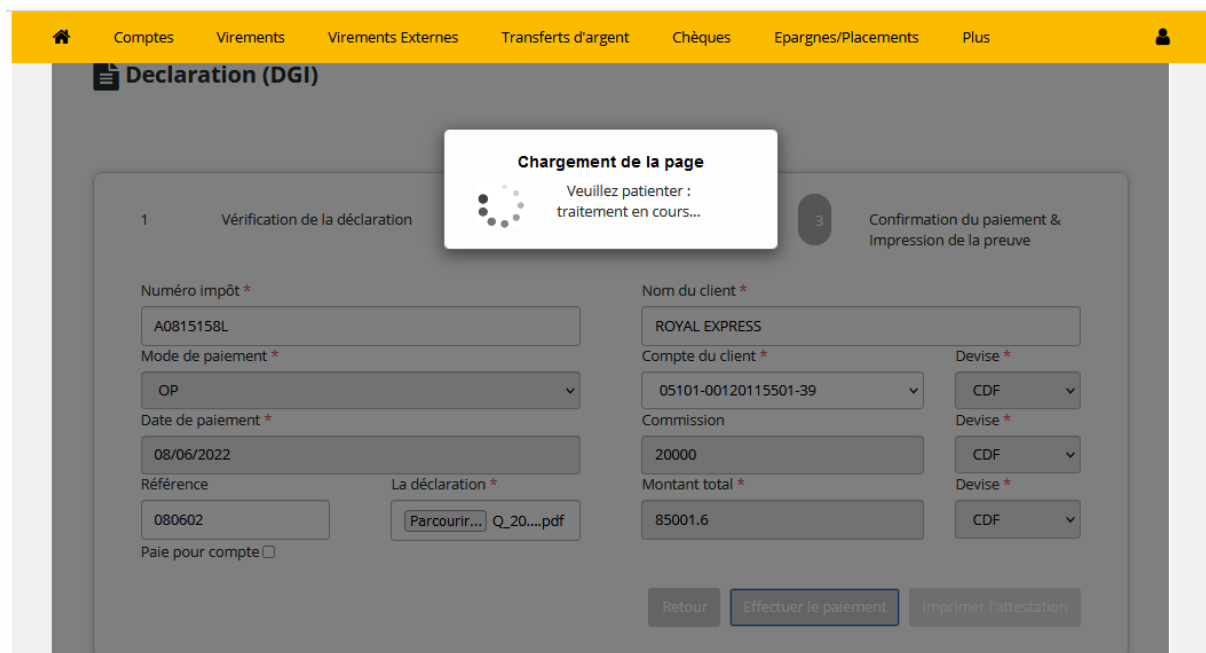 Comptes Virements Virements Externes Transferts d'argent Chèques Epargnes/Placements Plus
Declaration (DGI)
Chargement de la page
Veuillez patienter :
traitement en cours...
1 Vérification de la déclaration 3 Confirmation du paiement &
Impression de la preuve
Numéro impôt * Nom du client *
A0815158L ROYAL EXPRESS
Mode de paiement * Compte du client * Devise *
OP 05101-00120115501-39 CDF
Date de paiement * Commission Devise *
08/06/2022 20000 CDF
Référence La déclaration * Montant total * Devise *
080602 Parcourir... Q_20....pdf 85001.6 CDF
Paie pour compte
Retour Effectuer le paiement Imprimer l'attestation